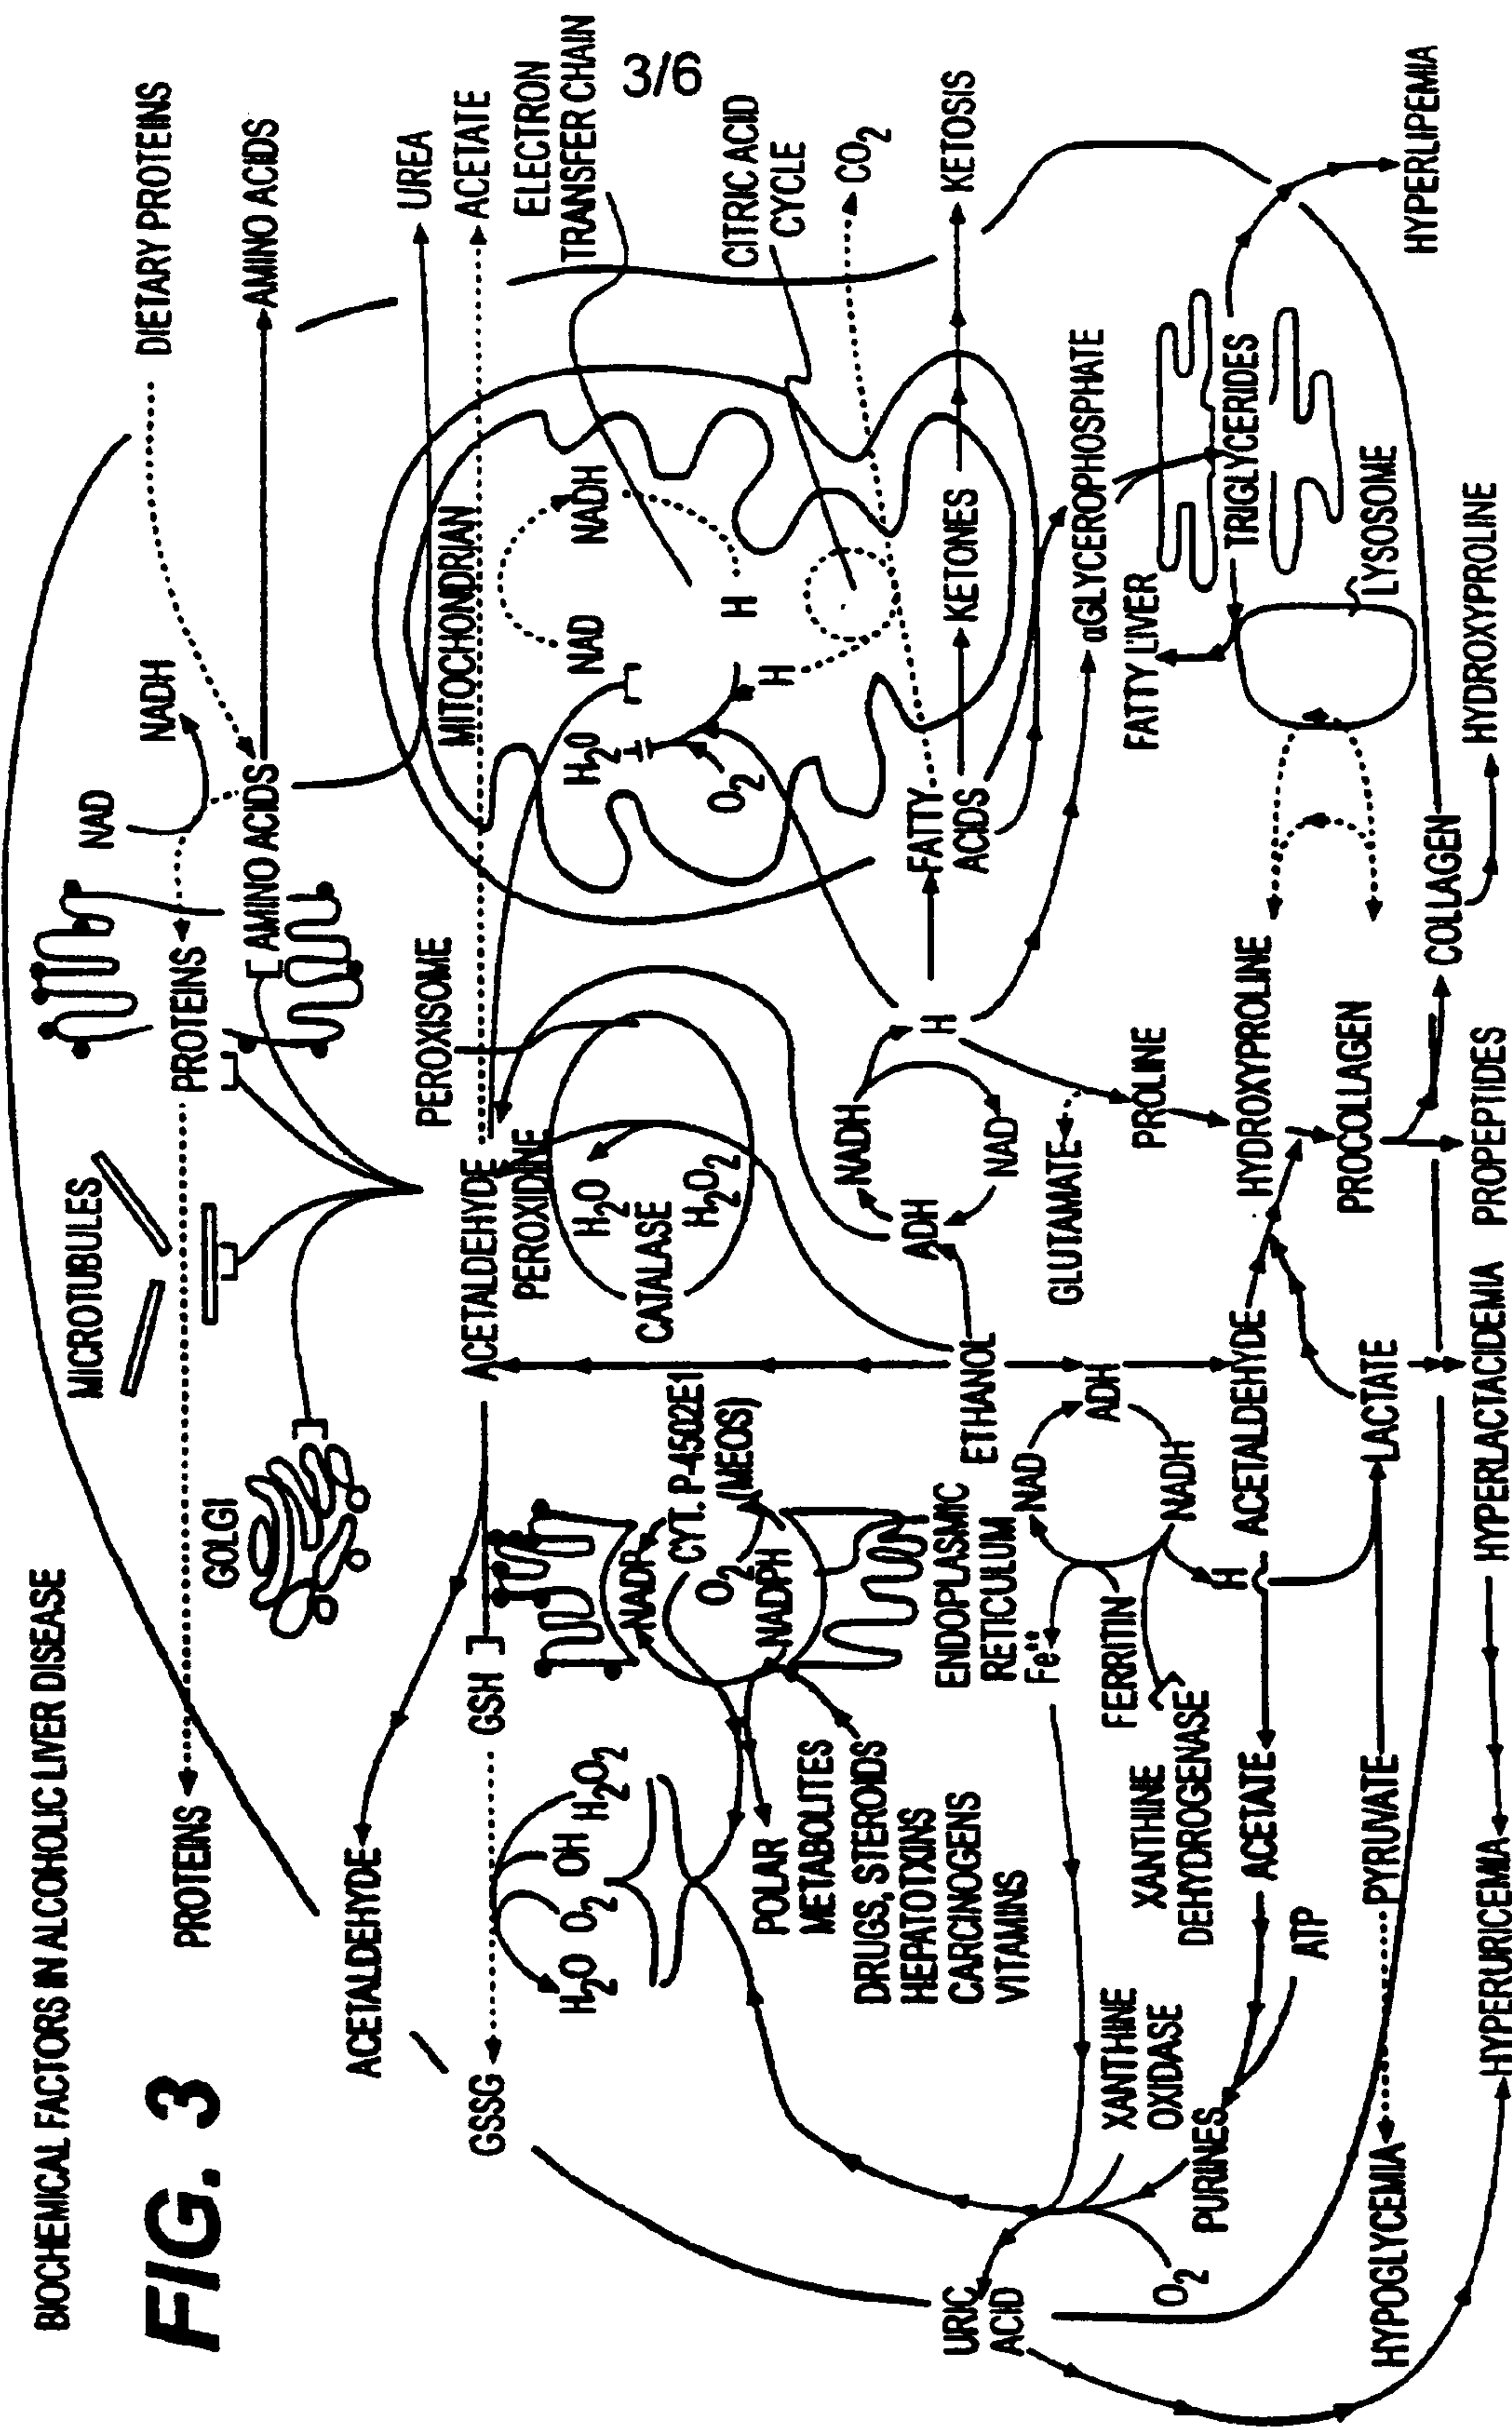 3/6
BIOCHEMICAL FACTORS IN ALCOHOLIC LIVER DISEASE
FIG. 3
MICROTUBULES
NAD
NADH
DIETARY PROTEINS
PROTEINS
PROTEINS
GOLGI
AMINO ACIDS
AMINO ACIDS
ACETALDEHYDE
UREA
PEROXISOME
MITOCHONDRIAN
ACETATE
GSSG
GSH
ACETALDEHYDE
PEROXIDINE
ELECTRON
TRANSFER CHAIN
H2O O2 OH H2O2
NADP
CYT. P-4502E1
(MEOS)
O2
NADPH
H2O
CATALASE
H2O2
H2O
NAD
NADH
O2
H
H
CITRIC ACID
CYCLE
CO2
POLAR
METABOLITES
DRUGS, STEROIDS
HEPATOTXINS
CARCINOGENS
VITAMINS
ENDOPLASMIC
RETICULUM
ETHANOL
ADH
NADH
NAD
H
FATTY
ACIDS
KETONES
KETOSIS
URIC
ACID
Fe++
NAD
ADH
NADH
GLUTAMATE
PROLINE
αGLYCEROPHOSPHATE
FERRITIN
XANTHINE
DEHYDROGENASE
XANTHINE
OXIDASE
FATTY LIVER
O2
PURINES
ATP
ACETATE
H
ACETALDEHYDE
HYDROXYPROLINE
TRIGLYCERIDES
PROCOLLAGEN
LYSOSOME
HYPOGLYCEMIA
PYRUVATE
LACTATE
COLLAGEN
HYPERLIPEMIA
HYPERURICEMIA
HYPERLACTACIDEMIA
PROPEPTIDES
HYDROXYPROLINE